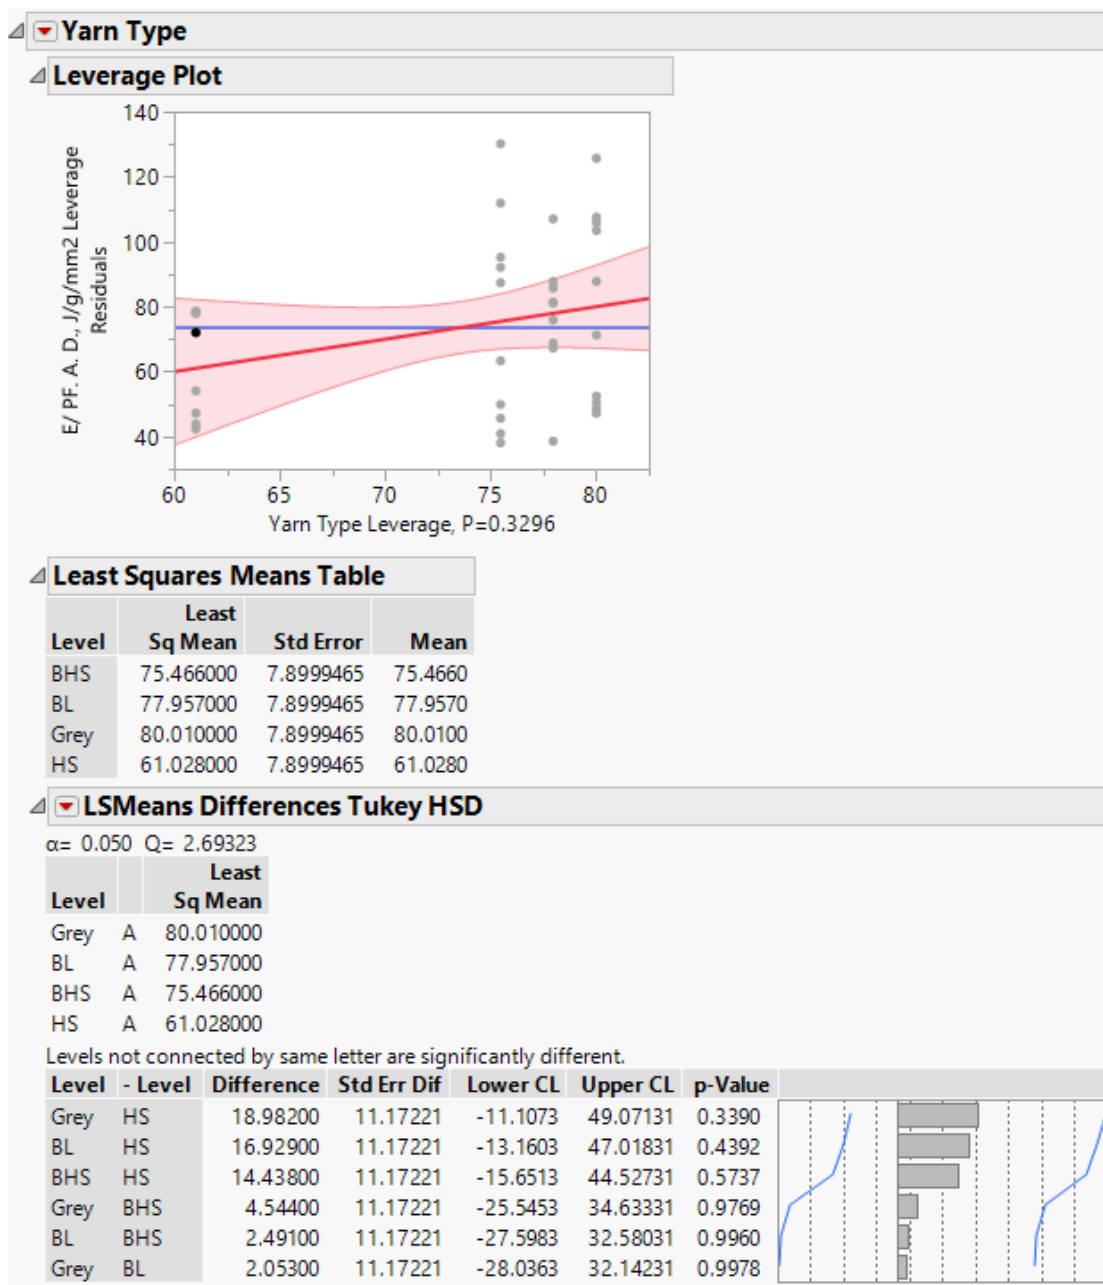 Yarn Type
Leverage Plot
E/ PF. A. D., J/g/mm2 Leverage
Residuals
140
120
100
80
60
40
60 65 70 75 80
Yarn Type Leverage, P=0.3296
Least Squares Means Table
Least
Level Sq Mean Std Error Mean
BHS 75.466000 7.8999465 75.4660
BL 77.957000 7.8999465 77.9570
Grey 80.010000 7.8999465 80.0100
HS 61.028000 7.8999465 61.0280
LSMeans Differences Tukey HSD
α= 0.050 Q= 2.69323
Least
Level Sq Mean
Grey A 80.010000
BL A 77.957000
BHS A 75.466000
HS A 61.028000
Levels not connected by same letter are significantly different.
Level - Level Difference Std Err Dif Lower CL Upper CL p-Value
Grey HS 18.98200 11.17221 -11.1073 49.07131 0.3390
BL HS 16.92900 11.17221 -13.1603 47.01831 0.4392
BHS HS 14.43800 11.17221 -15.6513 44.52731 0.5737
Grey BHS 4.54400 11.17221 -25.5453 34.63331 0.9769
BL BHS 2.49100 11.17221 -27.5983 32.58031 0.9960
Grey BL 2.05300 11.17221 -28.0363 32.14231 0.9978